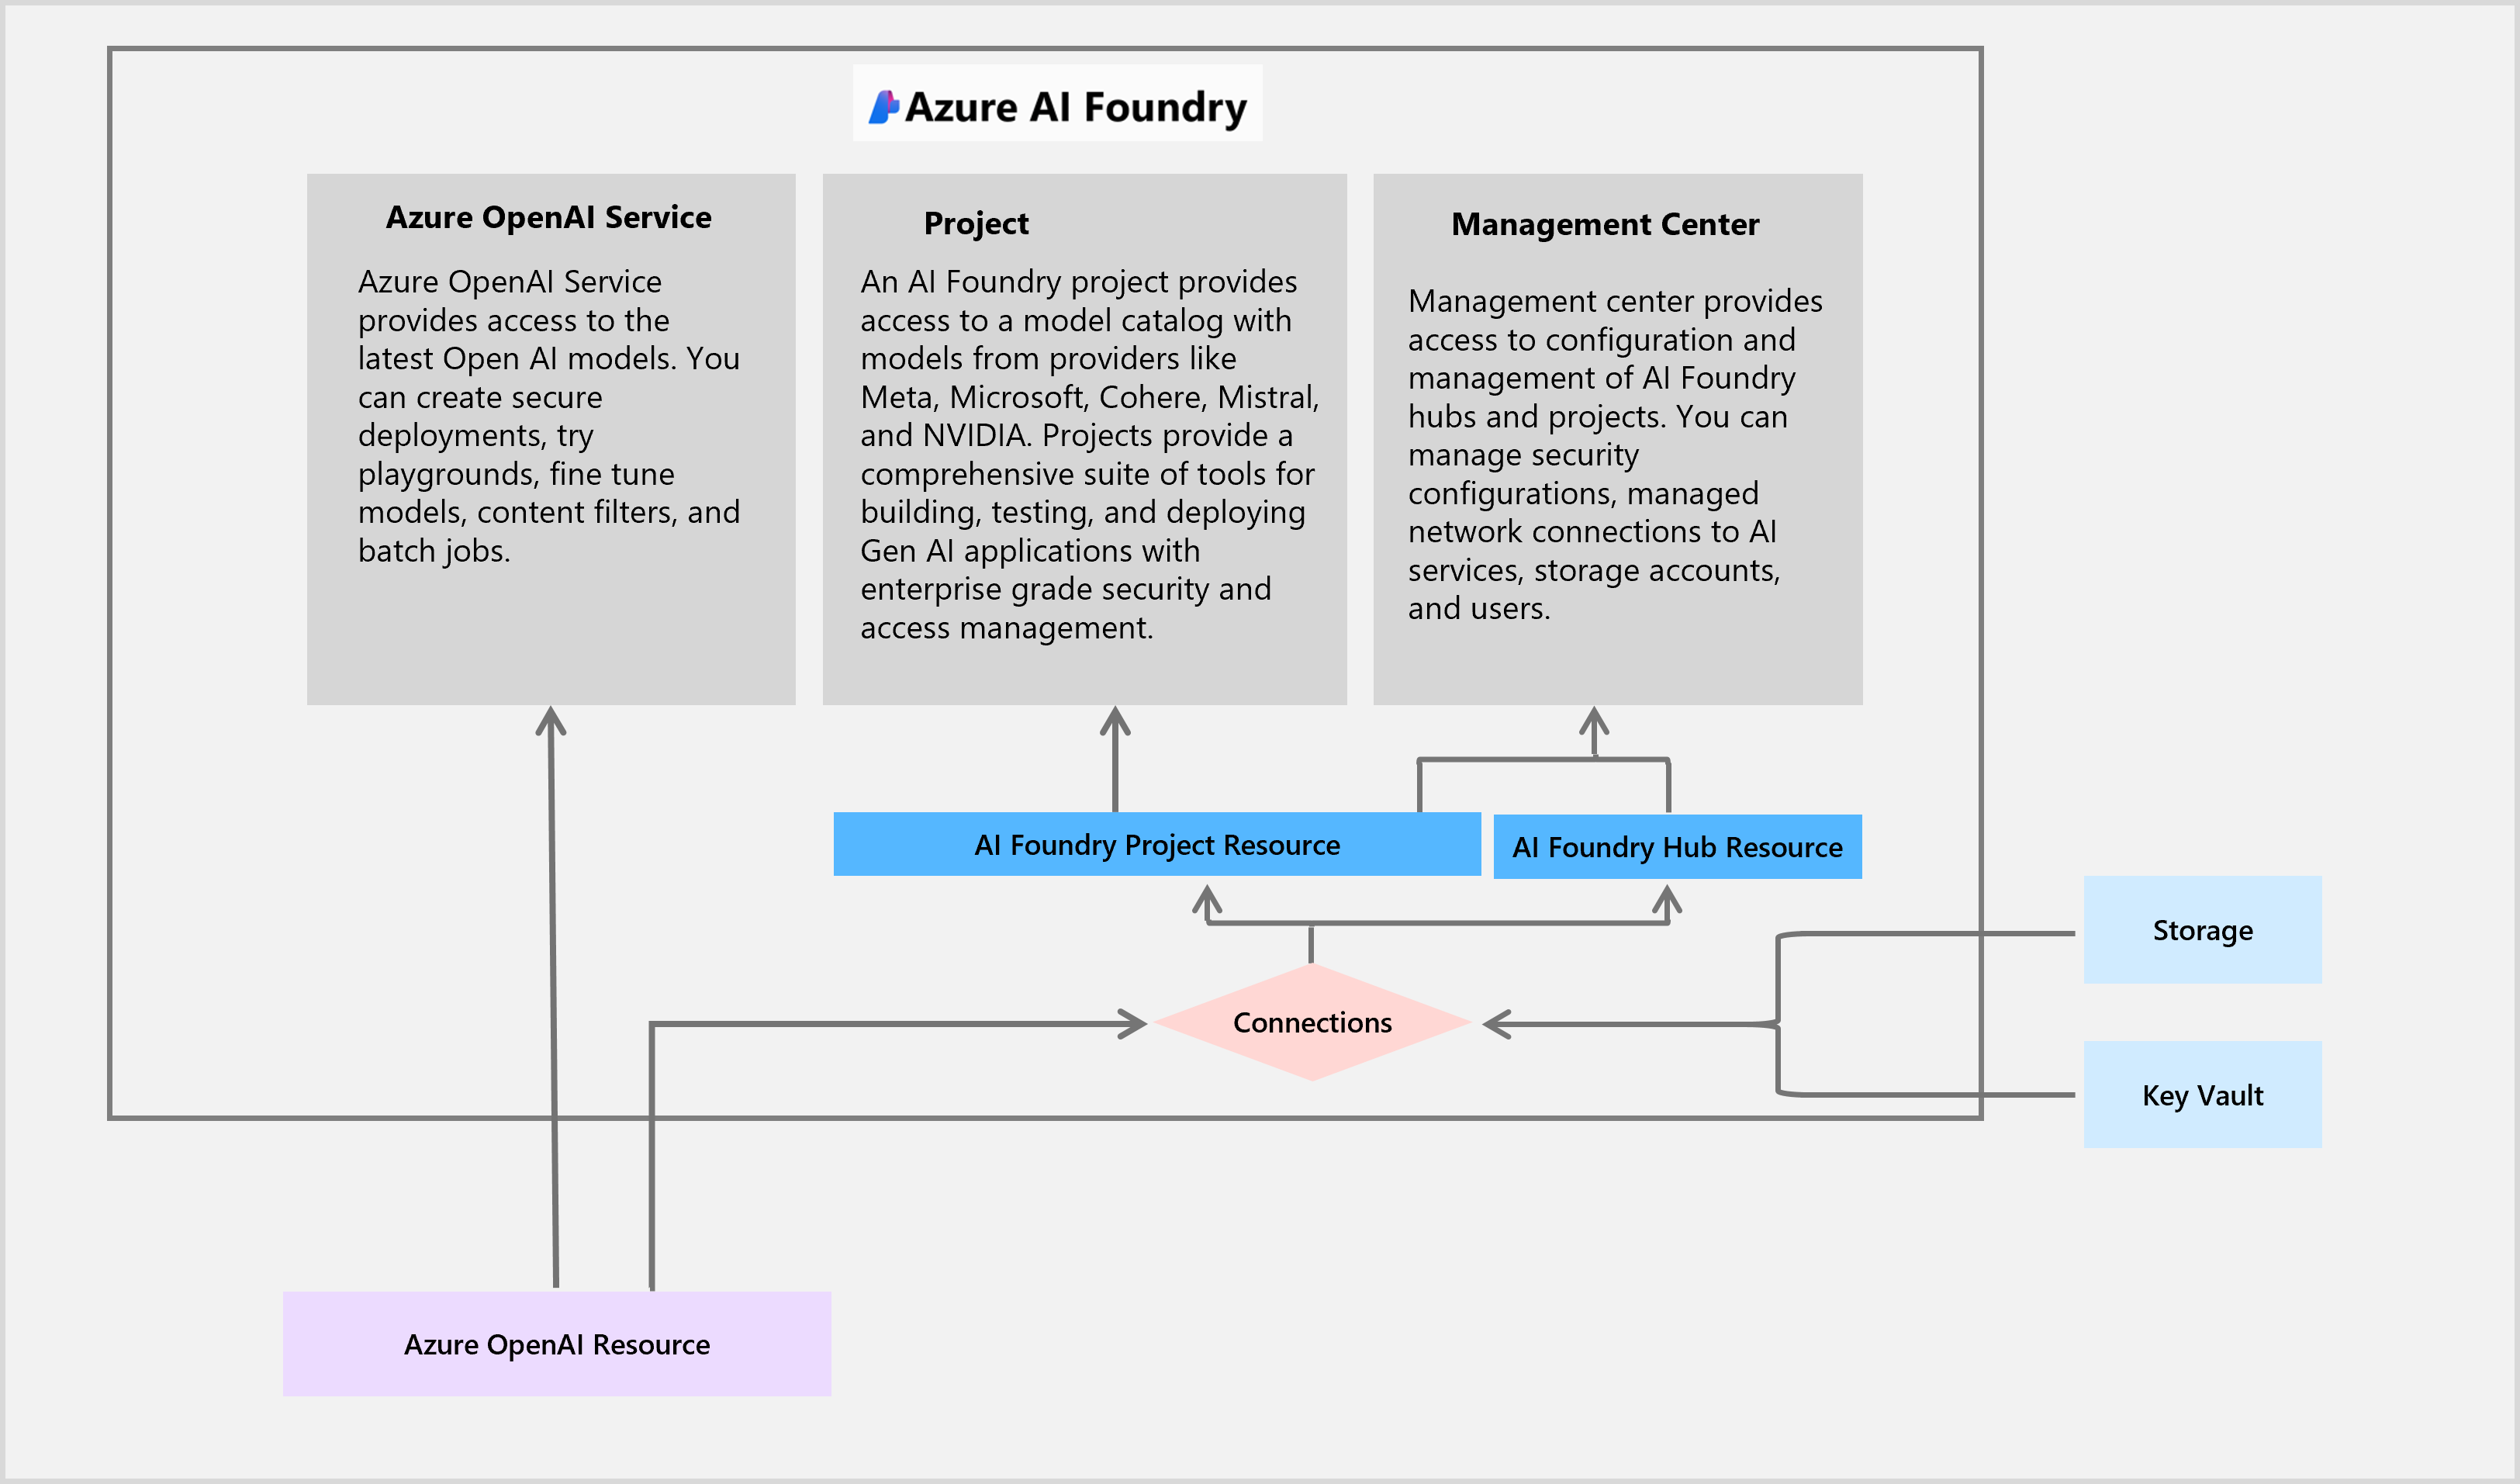 Azure AI Foundry
Azure OpenAI Service
Azure OpenAI Service
provides access to the
latest Open AI models. You
can create secure
deployments, try
playgrounds, fine tune
models, content filters, and
batch jobs.
Project
An AI Foundry project provides
access to a model catalog with
models from providers like
Meta, Microsoft, Cohere, Mistral,
and NVIDIA. Projects provide a
comprehensive suite of tools for
building, testing, and deploying
Gen AI applications with
enterprise grade security and
access management.
Management Center
Management center provides
access to configuration and
management of AI Foundry
hubs and projects. You can
manage security
configurations, managed
network connections to AI
services, storage accounts,
and users.
AI Foundry Project Resource
AI Foundry Hub Resource
Storage
Connections
Key Vault
Azure OpenAI Resource